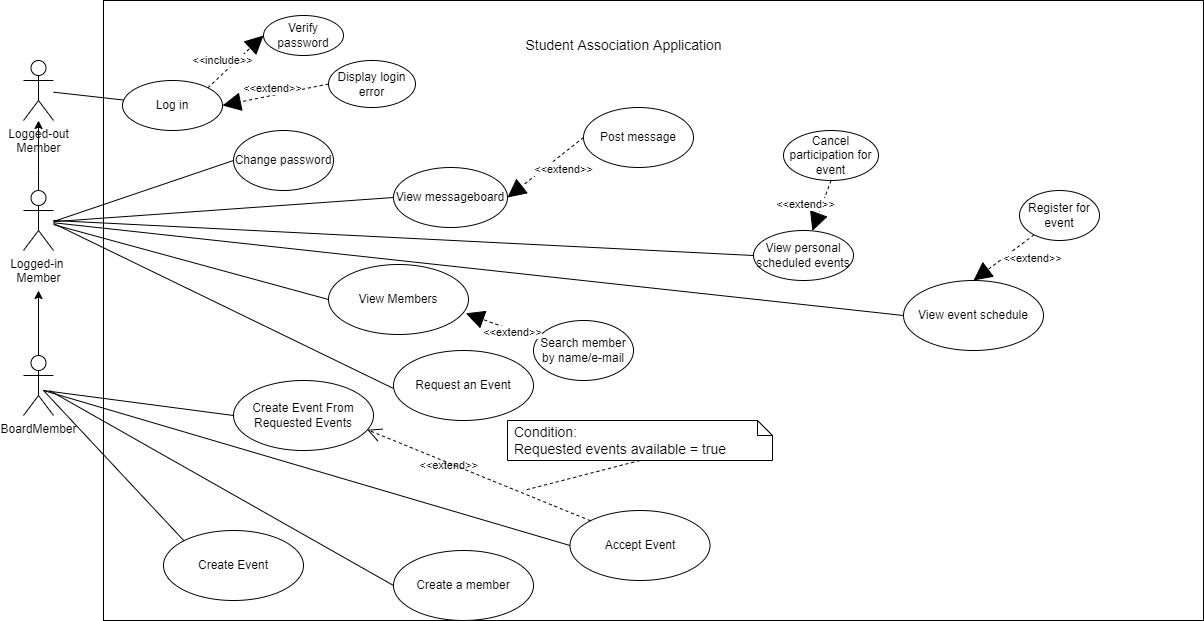 Student Association Application
Verify
password
<<include>>
Display login
error
<<extend>>
Log in
Logged-out
Member
Change password
Post message
<<extend>>
View messageboard
Cancel
participation for
event
<<extend>>
View personal
scheduled events
Register for
event
<<extend>>
View event schedule
Logged-in
Member
View Members
<<extend>>
Search member
by name/e-mail
Request an Event
BoardMember
Create Event From
Requested Events
Condition:
Requested events available = true
<<extend>>
Accept Event
Create Event
Create a member